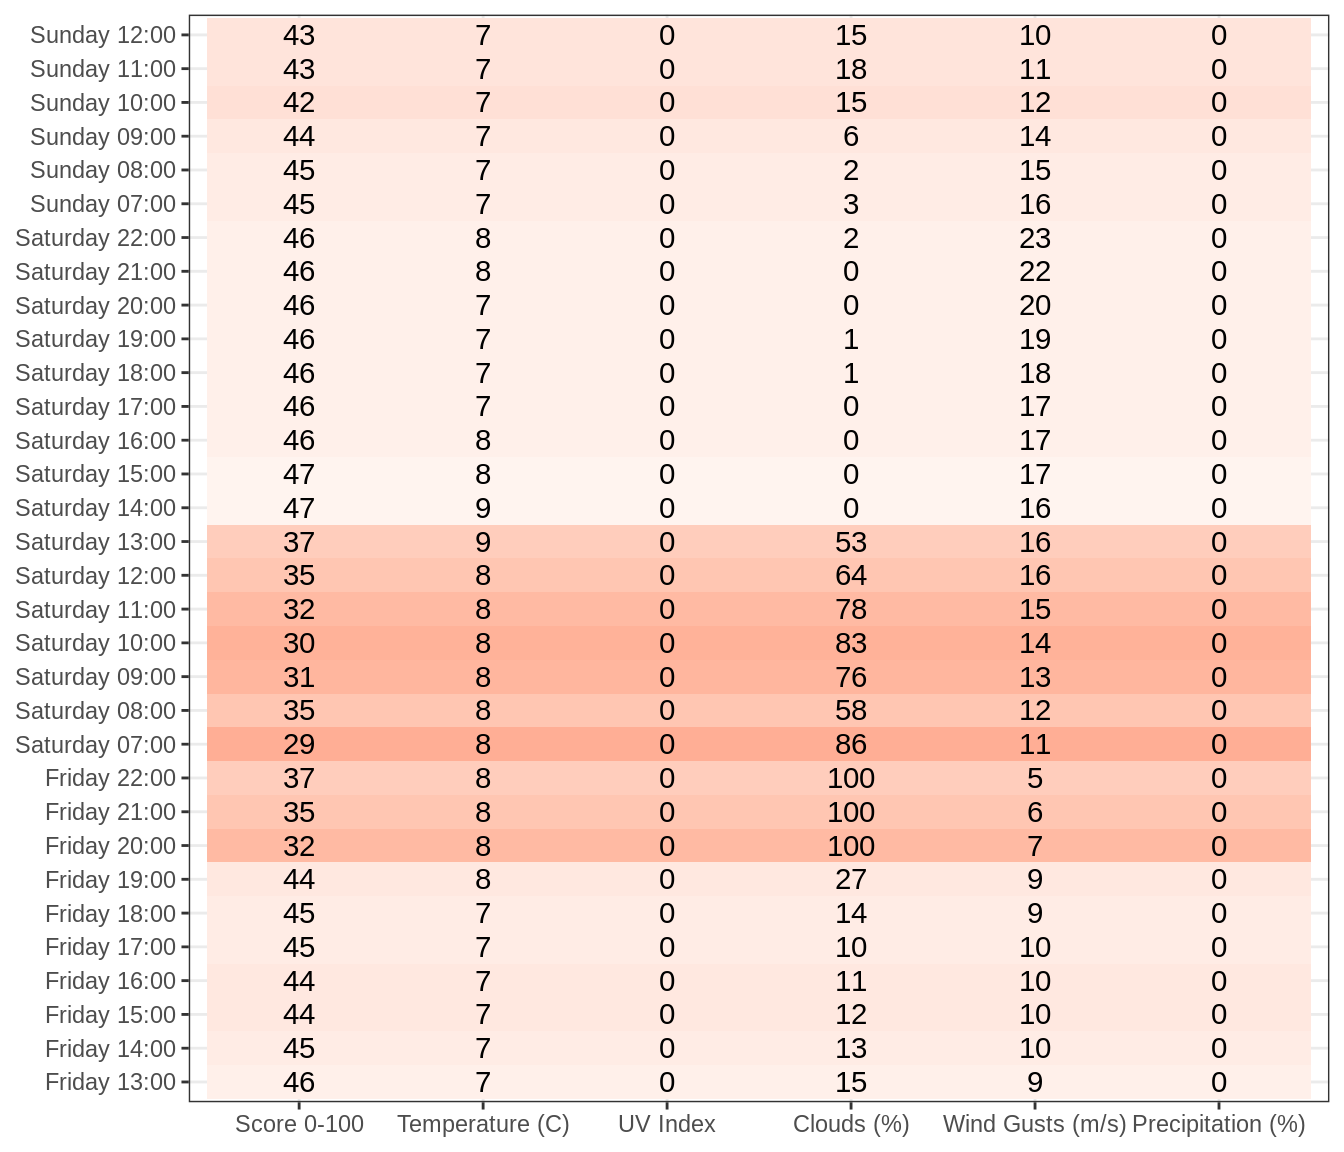 Sunday 12:00 43 7 0 15 10 0
Sunday 11:00 43 7 0 18 11 0
Sunday 10:00 42 7 0 15 12 0
Sunday 09:00 44 7 0 6 14 0
Sunday 08:00 45 7 0 2 15 0
Sunday 07:00 45 7 0 3 16 0
Saturday 22:00 46 8 0 2 23 0
Saturday 21:00 46 8 0 0 22 0
Saturday 20:00 46 7 0 0 20 0
Saturday 19:00 46 7 0 1 19 0
Saturday 18:00 46 7 0 1 18 0
Saturday 17:00 46 7 0 0 17 0
Saturday 16:00 46 8 0 0 17 0
Saturday 15:00 47 8 0 0 17 0
Saturday 14:00 47 9 0 0 16 0
Saturday 13:00 37 9 0 53 16 0
Saturday 12:00 35 8 0 64 16 0
Saturday 11:00 32 8 0 78 15 0
Saturday 10:00 30 8 0 83 14 0
Saturday 09:00 31 8 0 76 13 0
Saturday 08:00 35 8 0 58 12 0
Saturday 07:00 29 8 0 86 11 0
Friday 22:00 37 8 0 100 5 0
Friday 21:00 35 8 0 100 6 0
Friday 20:00 32 8 0 100 7 0
Friday 19:00 44 8 0 27 9 0
Friday 18:00 45 7 0 14 9 0
Friday 17:00 45 7 0 10 10 0
Friday 16:00 44 7 0 11 10 0
Friday 15:00 44 7 0 12 10 0
Friday 14:00 45 7 0 13 10 0
Friday 13:00 46 7 0 15 9 0
Score 0-100 Temperature (C) UV Index Clouds (%) Wind Gusts (m/s) Precipitation (%)